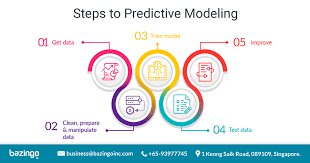 Steps to Predictive Modeling
01 Get data
03 Train model
05 Improve
02 Clean, prepare
& manipulate
data
04 Test data
bazingo
business@bazingoinc.com
+65-93977745
1 Keong Saik Road, 089109, Singapore.